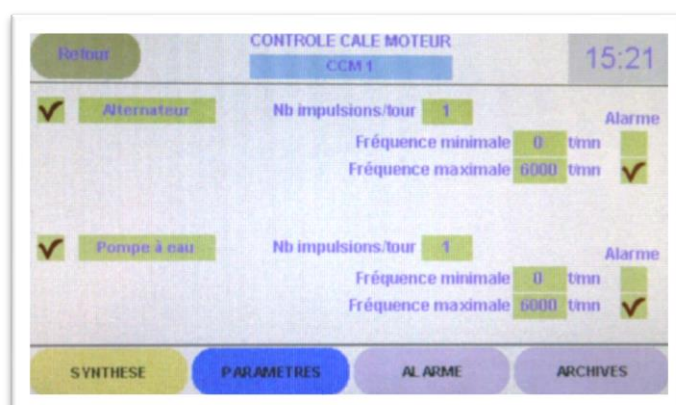 Retour
CONTROLE CALE MOTEUR
CCM 1
15:21
Alternateur
Nb impulsions/tour 1
Alarme
Fréquence minimale 0 t/mn
Fréquence maximale 6000 t/mn
Pompe à eau
Nb impulsions/tour 1
Alarme
Fréquence minimale 0 t/mn
Fréquence maximale 6000 t/mn
SYNTHESE
PARAMETRES
ALARME
ARCHIVES